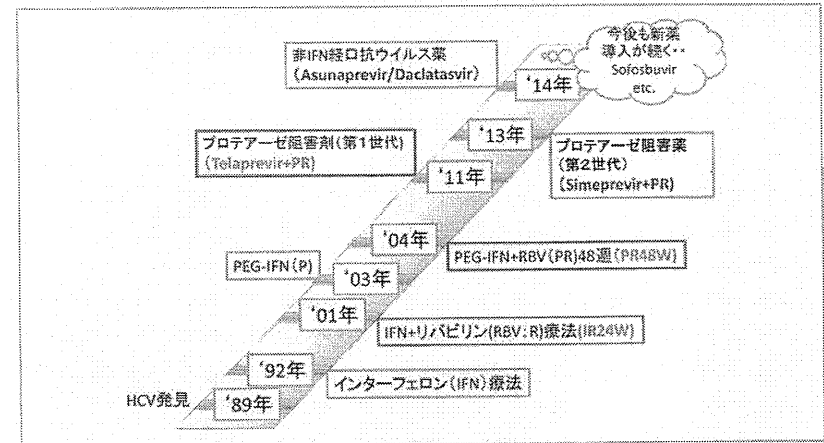 今後も新薬
導入が続く‥
Sofosbuvir
etc.
非IFN経口抗ウイルス薬
(Asunaprevir/Daclatasvir)
‘14年
‘13年
プロテアーゼ阻害剤(第1世代)
(Telaprevir+PR)
プロテアーゼ阻害薬
(第2世代)
(Simeprevir+PR)
‘11年
‘04年
PEG-IFN+RBV(PR)48週(PR48W)
PEG-IFN(P)
‘03年
‘01年
IFN+リバビリン(RBV:R)療法(IR24W)
‘92年
インターフェロン(IFN)療法
HCV発見
‘89年